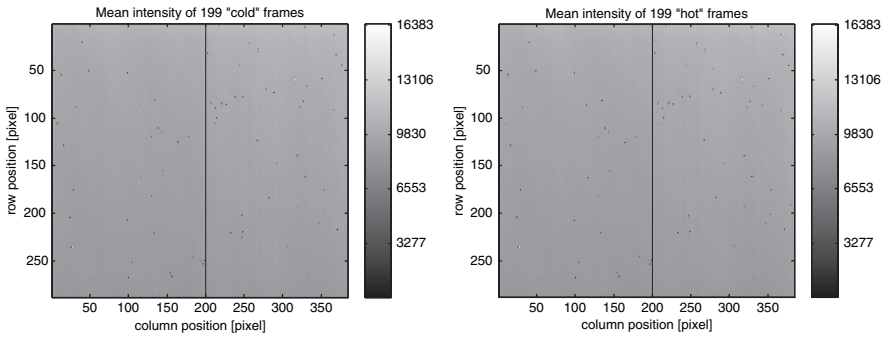 Mean intensity of 199 "cold" frames
50
100
150
200
250
row position [pixel]
50 100 150 200 250 300 350
column position [pixel]
16383
13106
9830
6553
3277
Mean intensity of 199 "hot" frames
50
100
150
200
250
row position [pixel]
50 100 150 200 250 300 350
column position [pixel]
16383
13106
9830
6553
3277